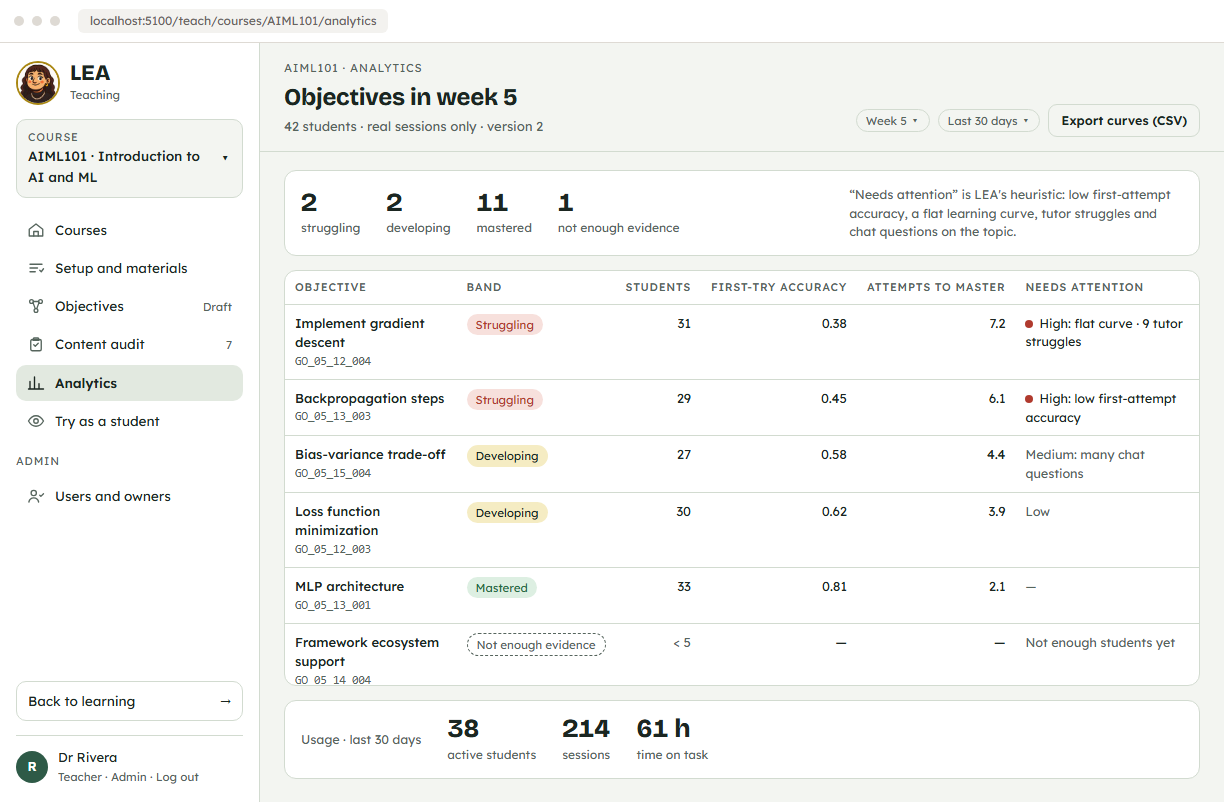 localhost:5100/teach/courses/AIML101/analytics
LEA
Teaching
COURSE
AIML101 · Introduction to
AI and ML
Courses
Setup and materials
Objectives Draft
Content audit 7
Analytics
Try as a student
ADMIN
Users and owners
Back to learning →
R
Dr Rivera
Teacher · Admin · Log out
AIML101 · ANALYTICS
Objectives in week 5
42 students · real sessions only · version 2
Week 5 ▾
Last 30 days ▾
Export curves (CSV)
2 2 11 1
struggling developing mastered not enough evidence
“Needs attention” is LEA's heuristic: low first-attempt
accuracy, a flat learning curve, tutor struggles and
chat questions on the topic.
OBJECTIVE BAND STUDENTS FIRST-TRY ACCURACY ATTEMPTS TO MASTER NEEDS ATTENTION
Implement gradient Struggling 31 0.38 7.2 High: flat curve · 9 tutor
descent struggles
GO_05_12_004
Backpropagation steps Struggling 29 0.45 6.1 High: low first-attempt
GO_05_13_003 accuracy
Bias-variance trade-off Developing 27 0.58 4.4 Medium: many chat
GO_05_15_004 questions
Loss function Developing 30 0.62 3.9 Low
minimization
GO_05_12_003
MLP architecture Mastered 33 0.81 2.1 —
GO_05_13_001
Framework ecosystem Not enough evidence < 5 — — Not enough students yet
support
GO_05_14_004
Usage · last 30 days
38 214 61 h
active students sessions time on task